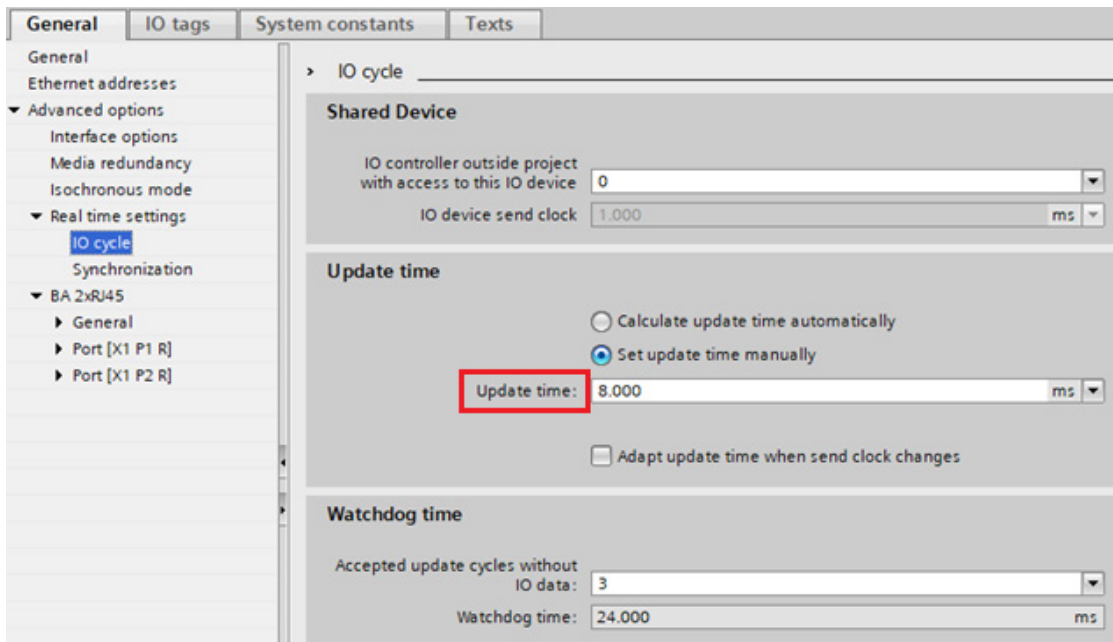 General IO tags System constants Texts
General
Ethernet addresses
Advanced options
Interface options
Media redundancy
Isochronous mode
Real time settings
IO cycle
Synchronization
BA 2xRJ45
General
Port [X1 P1 R]
Port [X1 P2 R]
IO cycle
Shared Device
IO controller outside project
with access to this IO device 0
IO device send clock 1.000 ms
Update time
Calculate update time automatically
Set update time manually
Update time: 8.000 ms
Adapt update time when send clock changes
Watchdog time
Accepted update cycles without
IO data: 3
Watchdog time: 24.000 ms